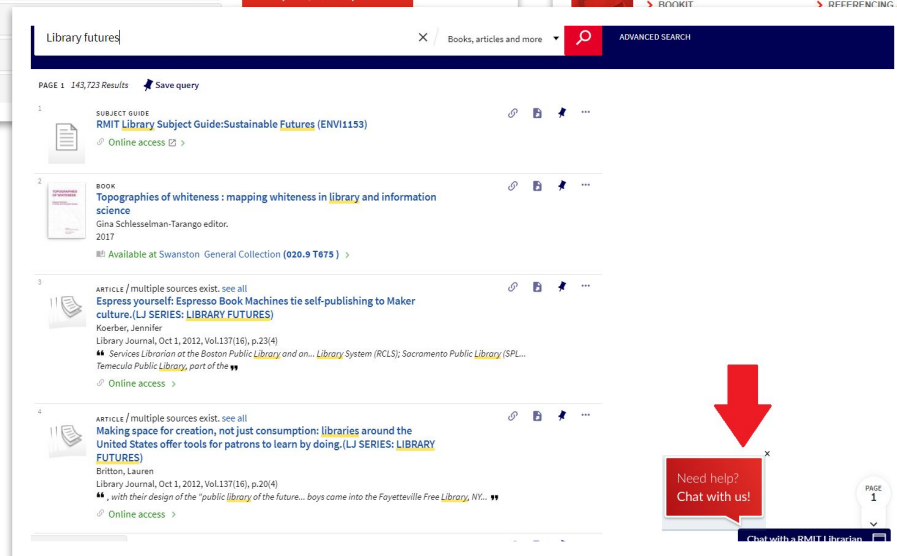 BOOKIT
REFERENCING
Library futures
Books, articles and more
ADVANCED SEARCH
PAGE 1 143,723 Results Save query
1
SUBJECT GUIDE
RMIT Library Subject Guide:Sustainable Futures (ENVI1153)
Online access
2
BOOK
Topographies of whiteness : mapping whiteness in library and information
science
Gina Schlesselman-Tarango editor.
2017
Available at Swanston General Collection (020.9 T675 )
3
ARTICLE / multiple sources exist. see all
Espress yourself: Espresso Book Machines tie self-publishing to Maker
culture.(LJ SERIES: LIBRARY FUTURES)
Koerber, Jennifer
Library Journal, Oct 1, 2012, Vol.137(16), p.23(4)
❝ Services Librarian at the Boston Public Library and an... Library System (RCLS); Sacramento Public Library (SPL...
Temecula Public Library, part of the ❞
Online access
4
ARTICLE / multiple sources exist. see all
Making space for creation, not just consumption: libraries around the
United States offer tools for patrons to learn by doing.(LJ SERIES: LIBRARY
FUTURES)
Britton, Lauren
Library Journal, Oct 1, 2012, Vol.137(16), p.20(4)
❝ , with their design of the "public library of the future... boys came into the Fayetteville Free Library, NY... ❞
Online access
Need help?
Chat with us!
PAGE
1
Chat with a RMIT Librarian